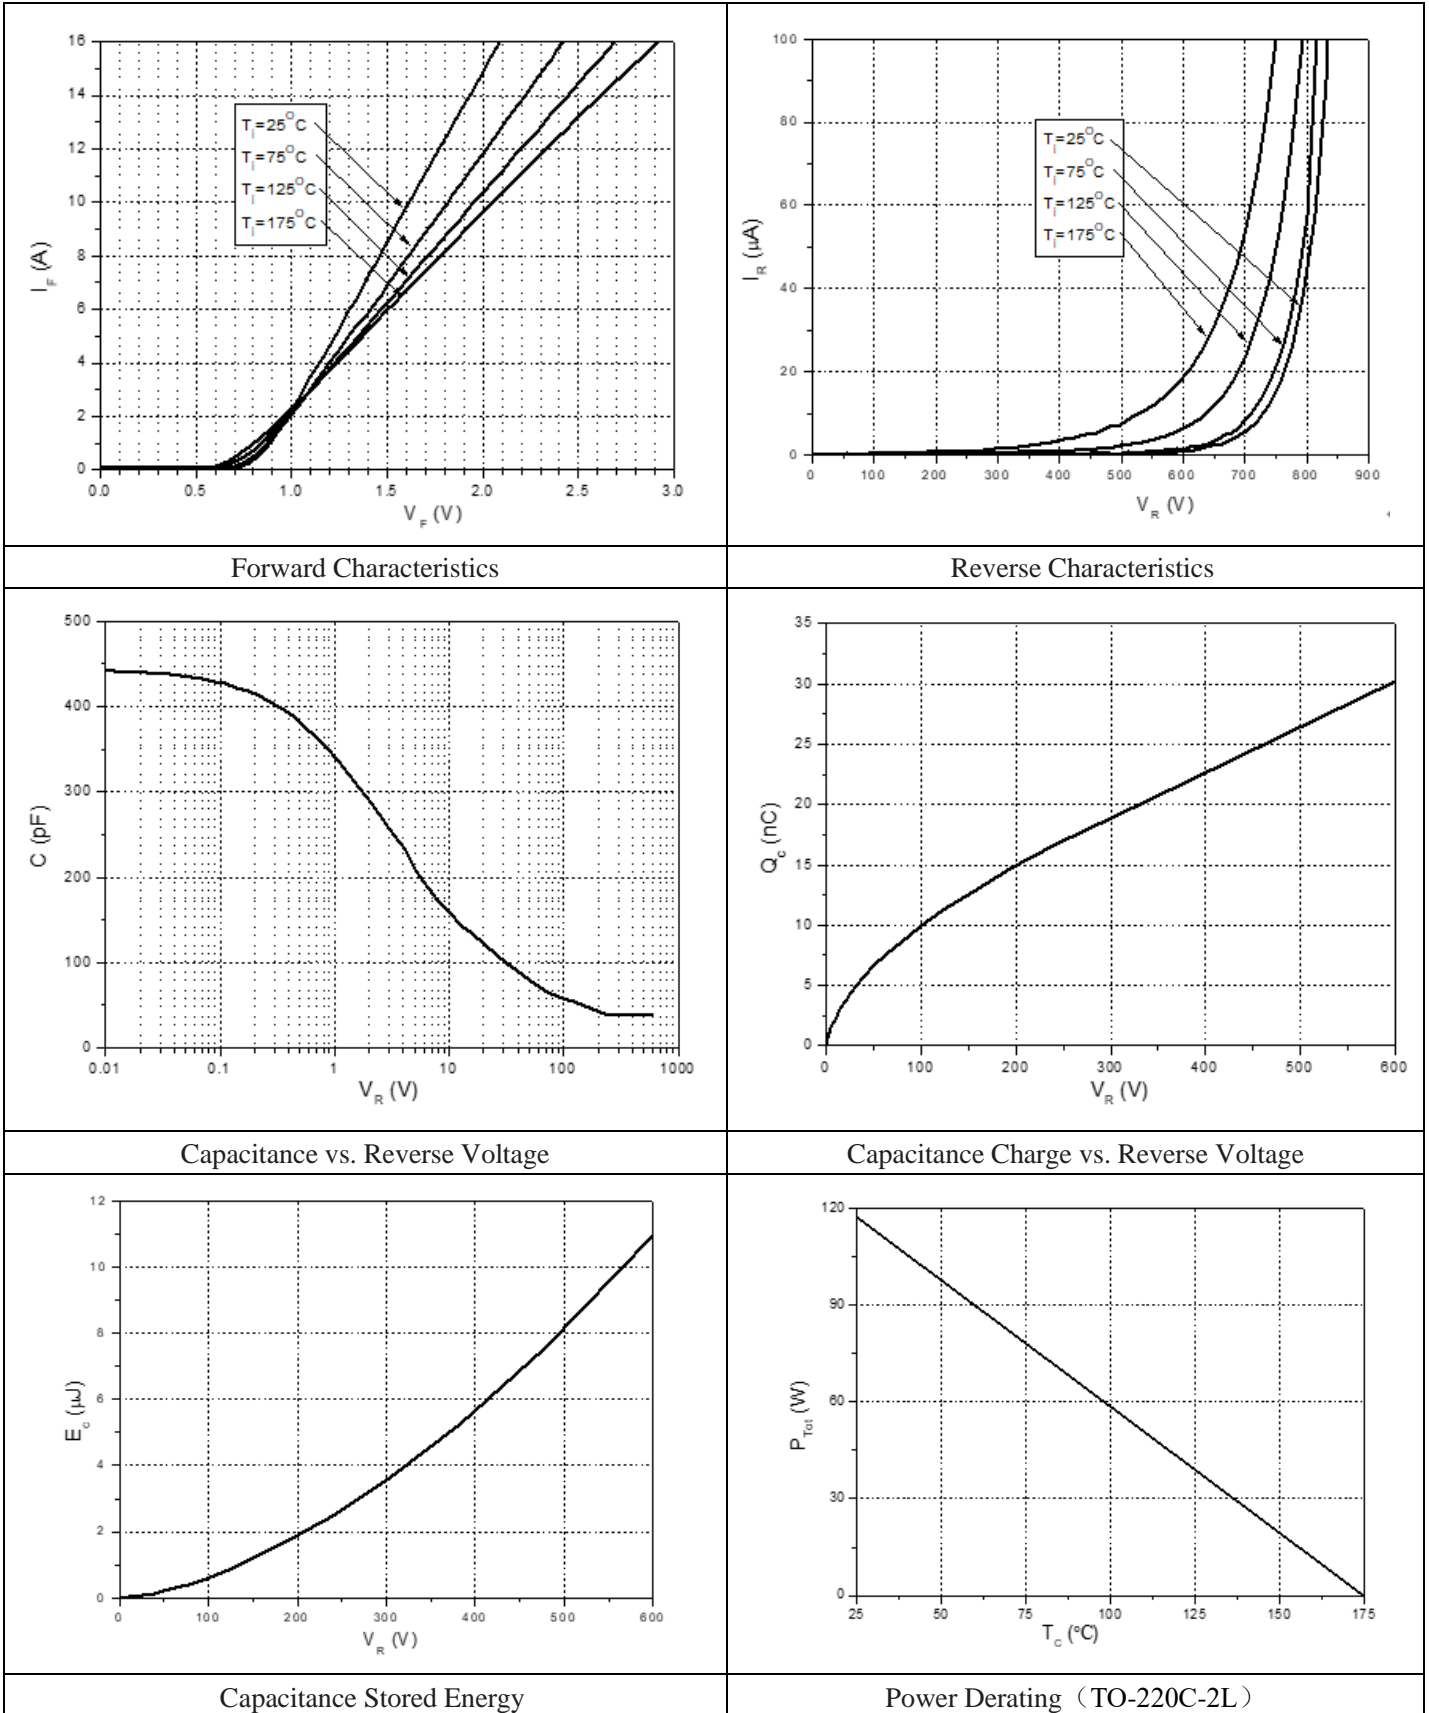 16
14
12
10
8
6
4
2
0
I_F (A)
T_j=25°C
T_j=75°C
T_j=125°C
T_j=175°C
0.0 0.5 1.0 1.5 2.0 2.5 3.0
V_F (V)
Forward Characteristics
100
80
60
40
20
0
I_R (µA)
T_j=25°C
T_j=75°C
T_j=125°C
T_j=175°C
0 100 200 300 400 500 600 700 800 900
V_R (V)
Reverse Characteristics
500
400
300
200
100
0
C (pF)
0.01 0.1 1 10 100 1000
V_R (V)
Capacitance vs. Reverse Voltage
35
30
25
20
15
10
5
0
Q_c (nC)
0 100 200 300 400 500 600
V_R (V)
Capacitance Charge vs. Reverse Voltage
12
10
8
6
4
2
0
E_c (µJ)
0 100 200 300 400 500 600
V_R (V)
Capacitance Stored Energy
120
90
60
30
0
P_Tot (W)
25 50 75 100 125 150 175
T_c (°C)
Power Derating（TO-220C-2L）